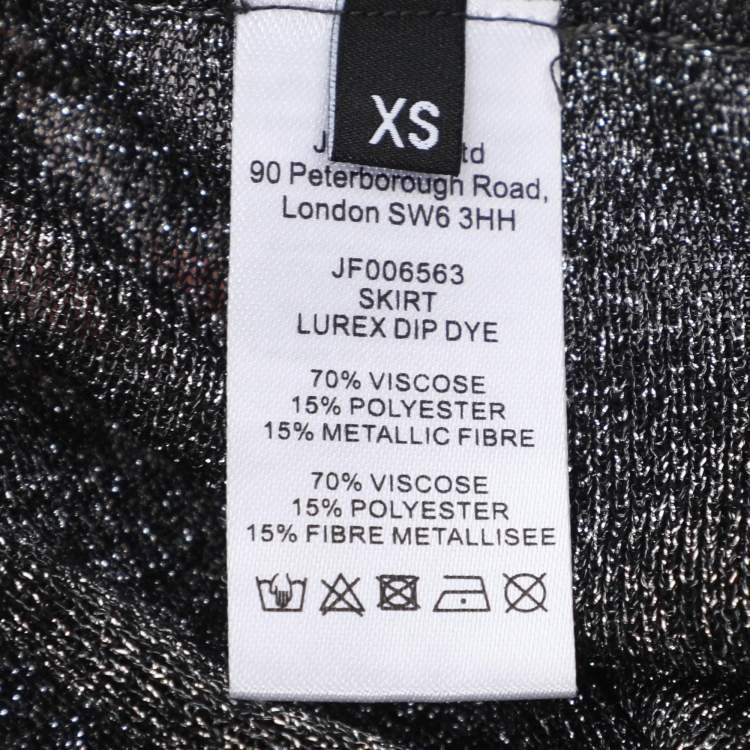 XS
90 Peterborough Road,
London SW6 3HH
JF006563
SKIRT
LUREX DIP DYE
70% VISCOSE
15% POLYESTER
15% METALLIC FIBRE
70% VISCOSE
15% POLYESTER
15% FIBRE METALLISEE